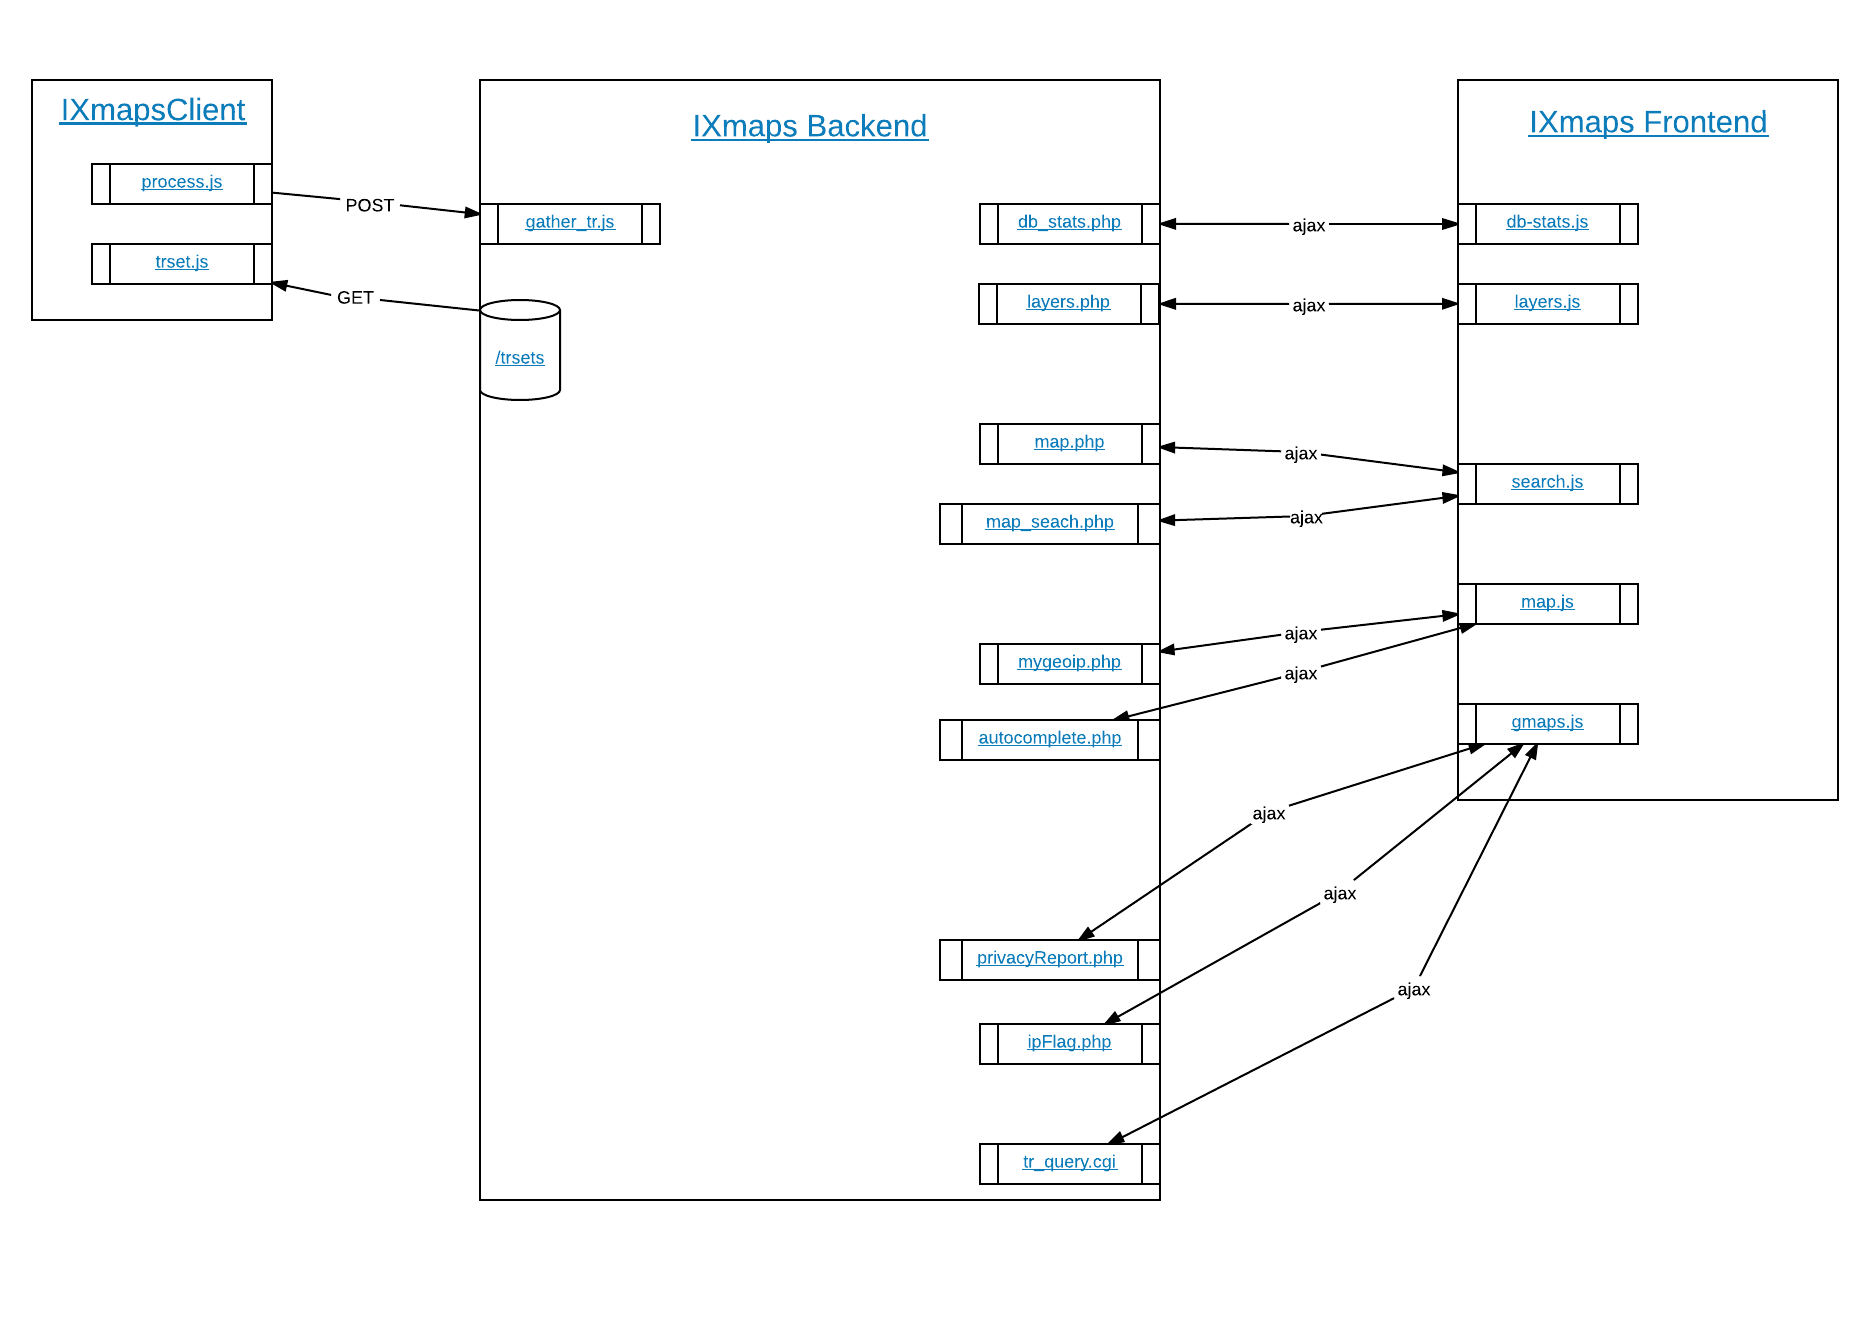 IXmapsClient
process.js
trset.js
POST
GET
IXmaps Backend
gather_tr.js
/trsets
db_stats.php
layers.php
map.php
map_seach.php
mygeoip.php
autocomplete.php
privacyReport.php
ipFlag.php
tr_query.cgi
ajax
ajax
ajax
ajax
ajax
ajax
ajax
ajax
ajax
IXmaps Frontend
db-stats.js
layers.js
search.js
map.js
gmaps.js